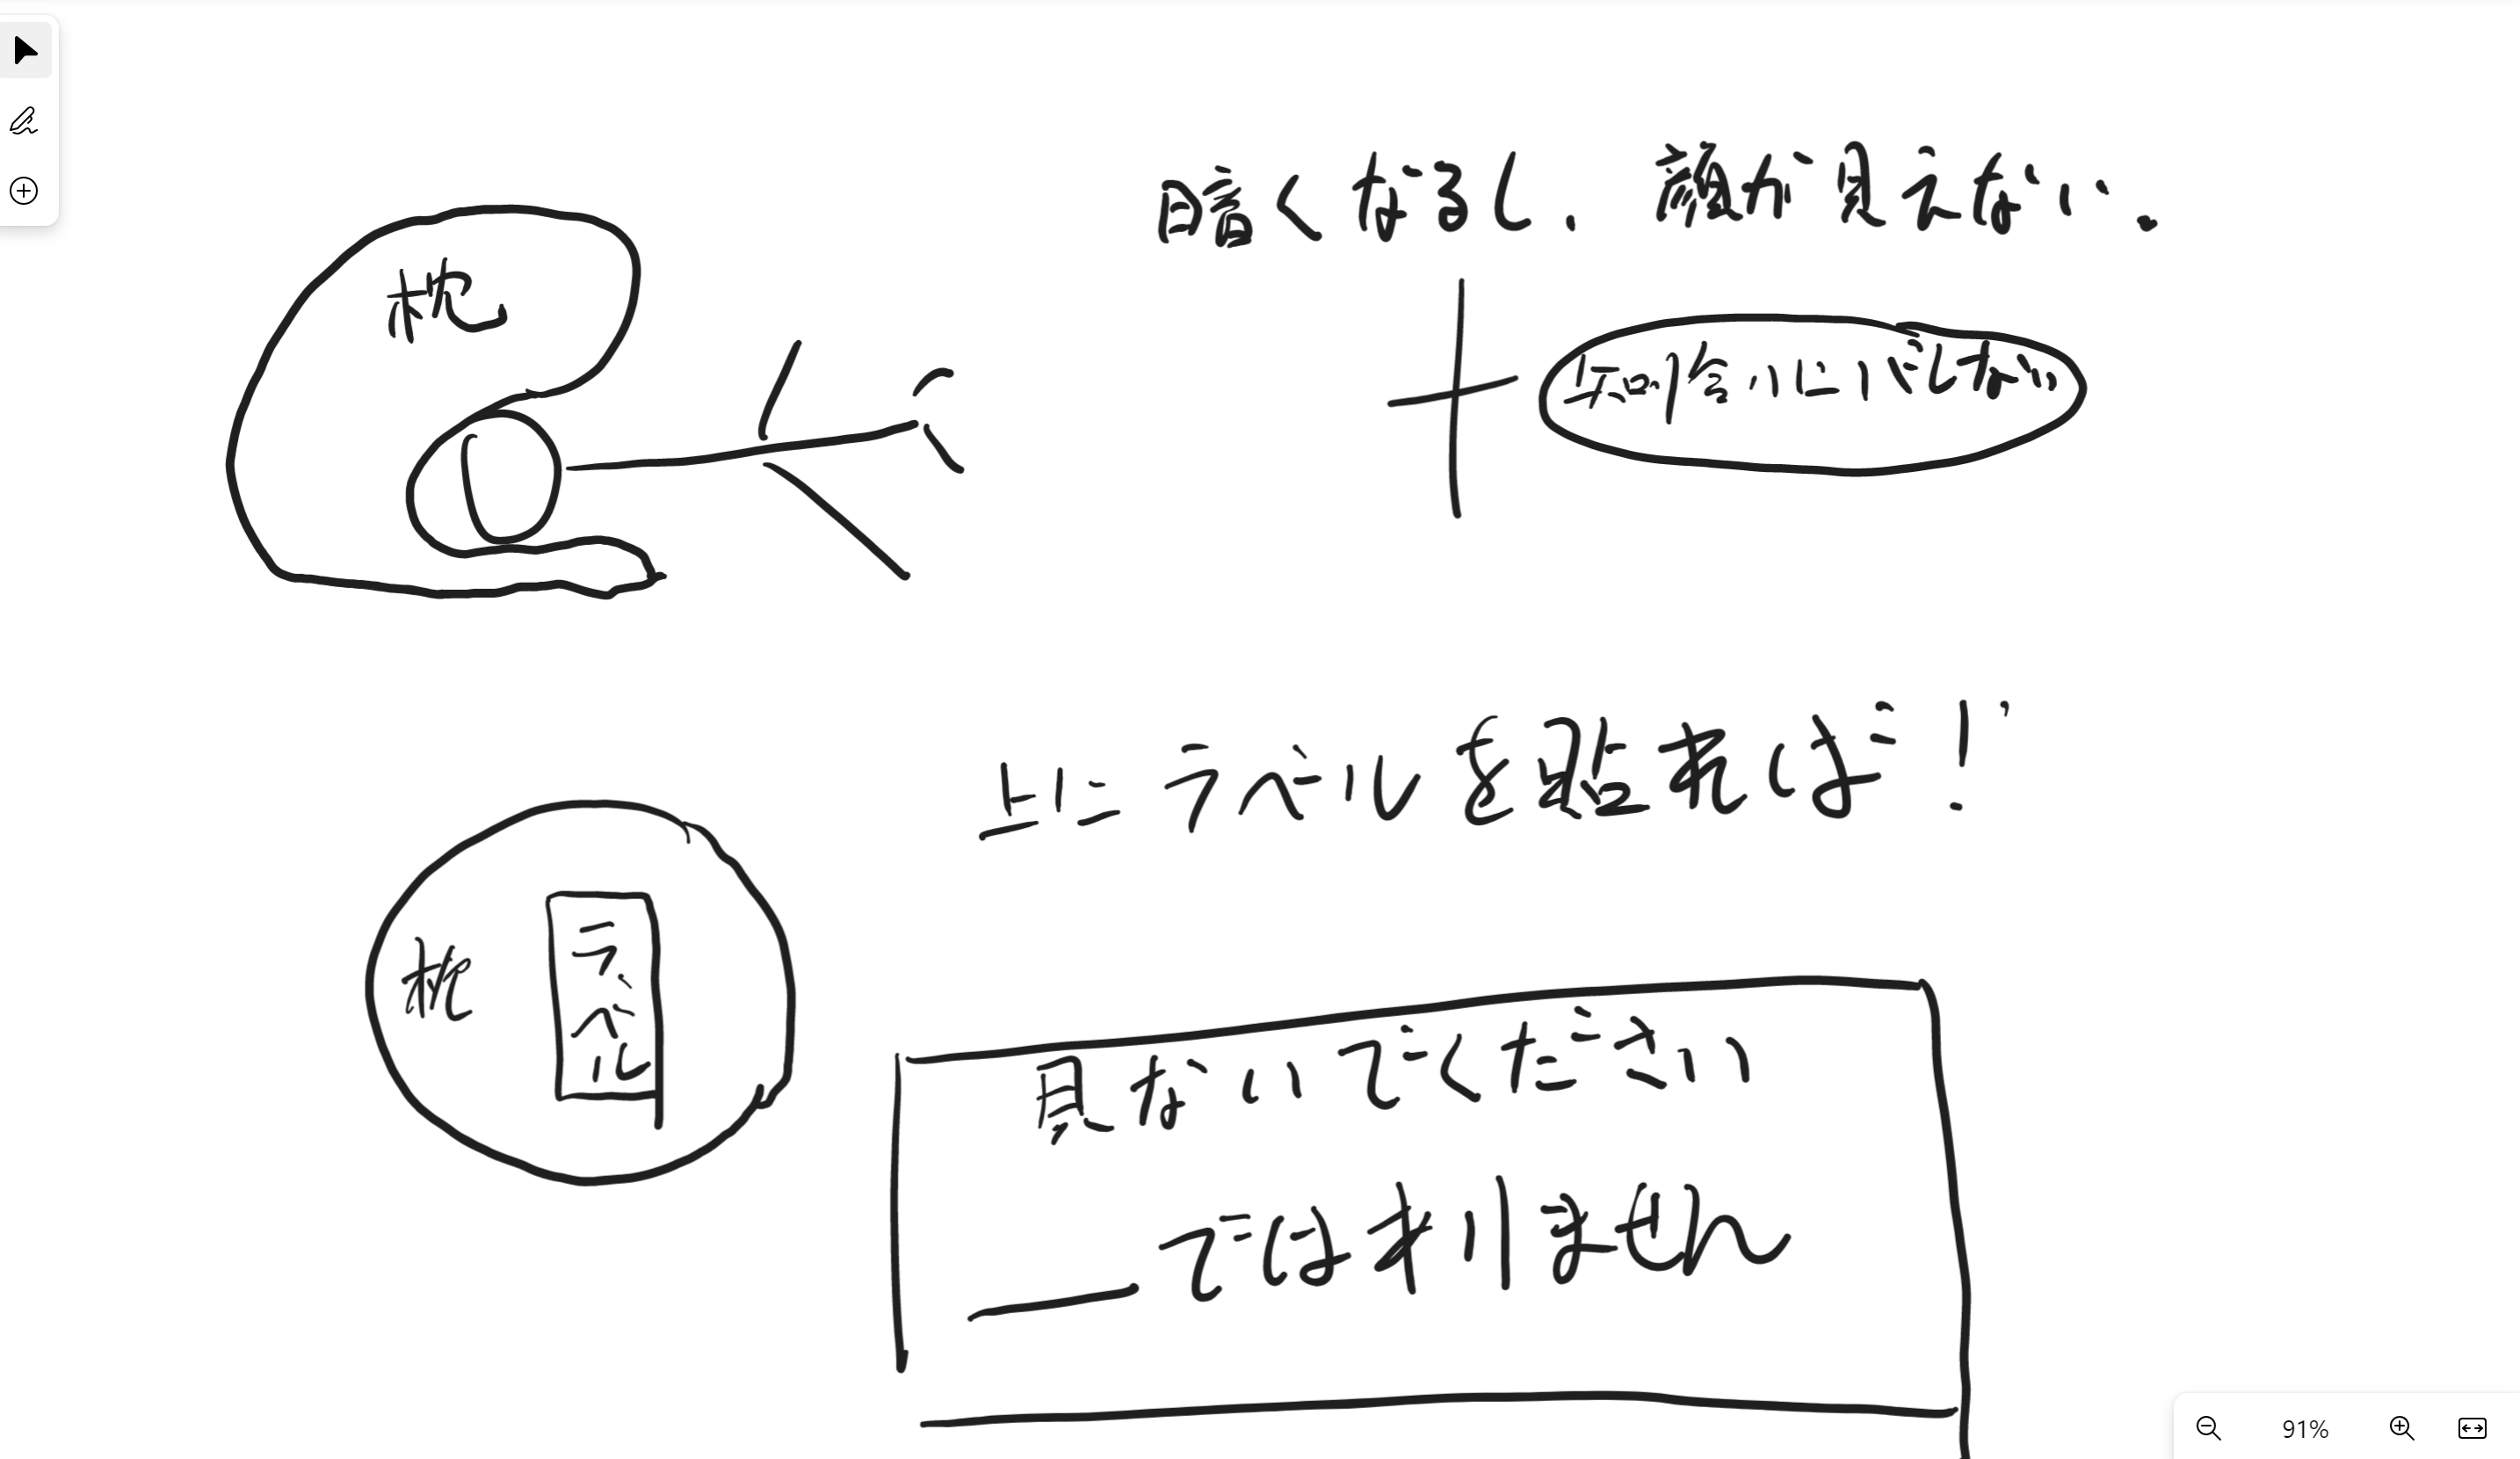 暗くなるし、顔が見えない。
枕
知り合いにバレない
上にラベルを貼れば!
枕
ラベル
見ないでください
__ではありません
91%